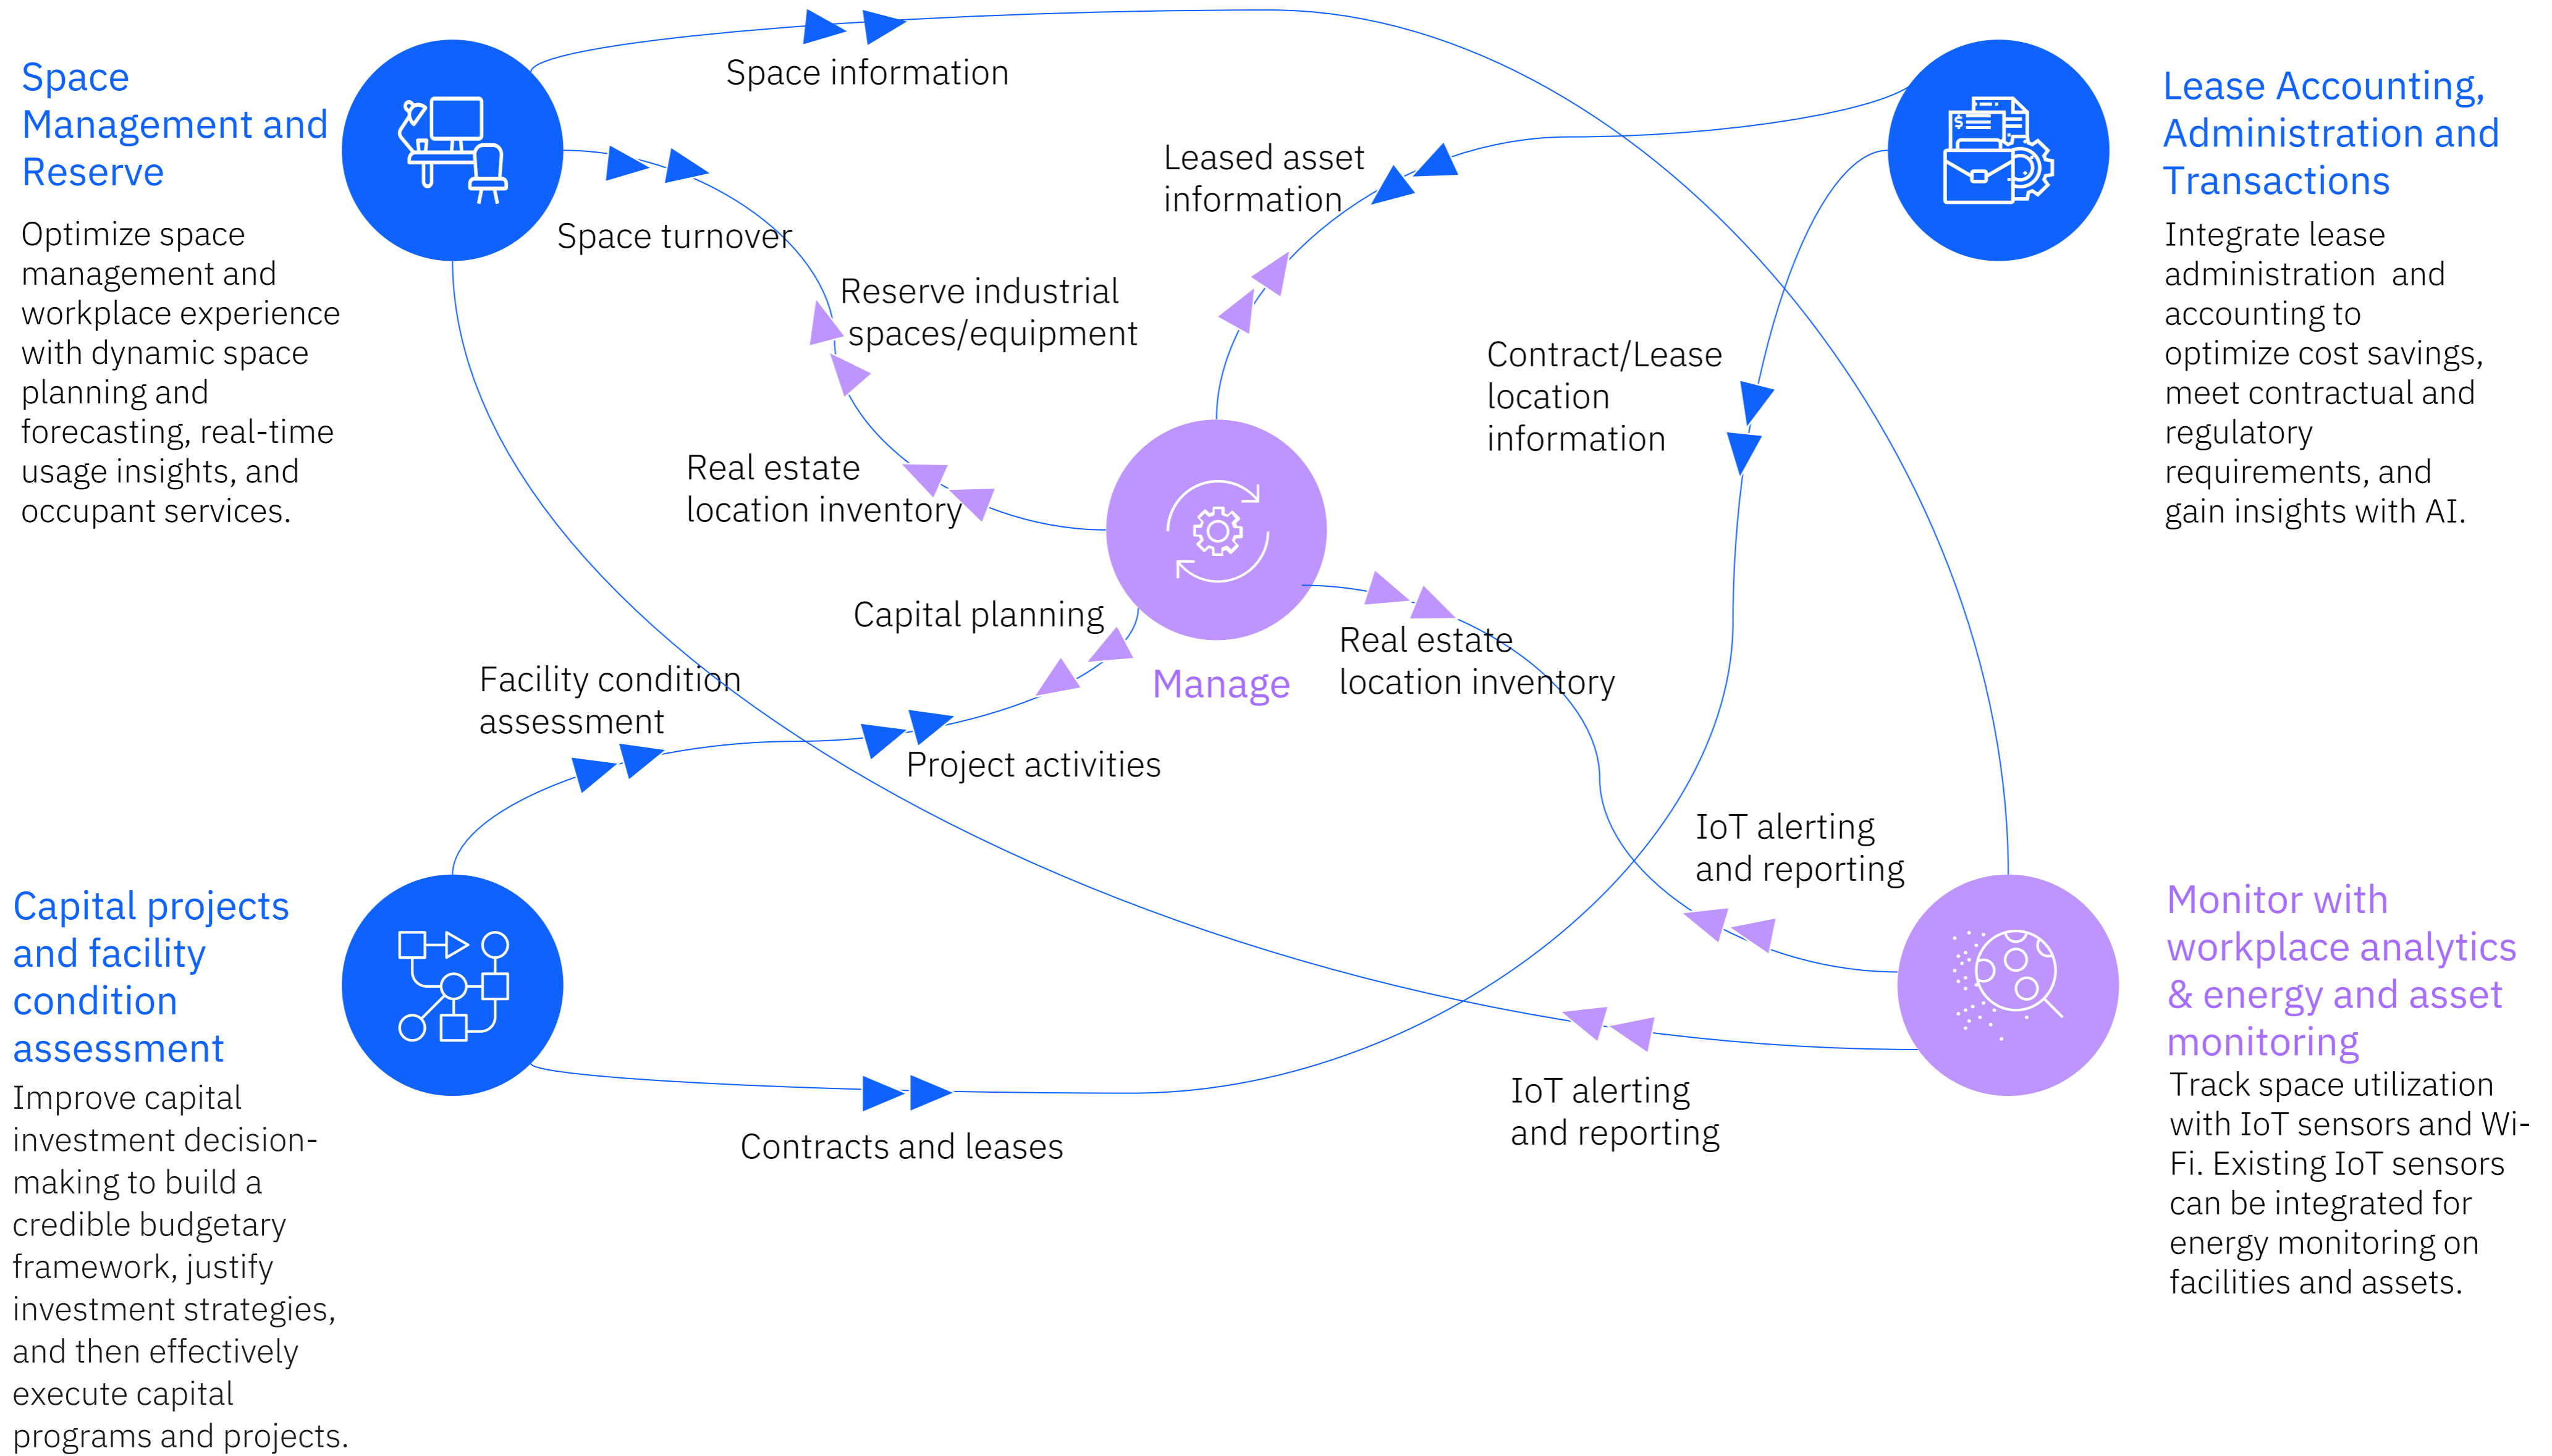 Space
Management and
Reserve
Optimize space
management and
workplace experience
with dynamic space
planning and
forecasting, real-time
usage insights, and
occupant services.
Space information
Space turnover
Reserve industrial
spaces/equipment
Real estate
location inventory
Leased asset
information
Contract/Lease
location
information
Lease Accounting,
Administration and
Transactions
Integrate lease
administration  and
accounting to
optimize cost savings,
meet contractual and
regulatory
requirements, and
gain insights with AI.
$
Capital planning
Manage
Real estate
location inventory
Facility condition
assessment
Project activities
IoT alerting
and reporting
Capital projects
and facility
condition
assessment
Improve capital
investment decision-
making to build a
credible budgetary
framework, justify
investment strategies,
and then effectively
execute capital
programs and projects.
Contracts and leases
IoT alerting
and reporting
Monitor with
workplace analytics
& energy and asset
monitoring
Track space utilization
with IoT sensors and Wi-
Fi. Existing IoT sensors
can be integrated for
energy monitoring on
facilities and assets.